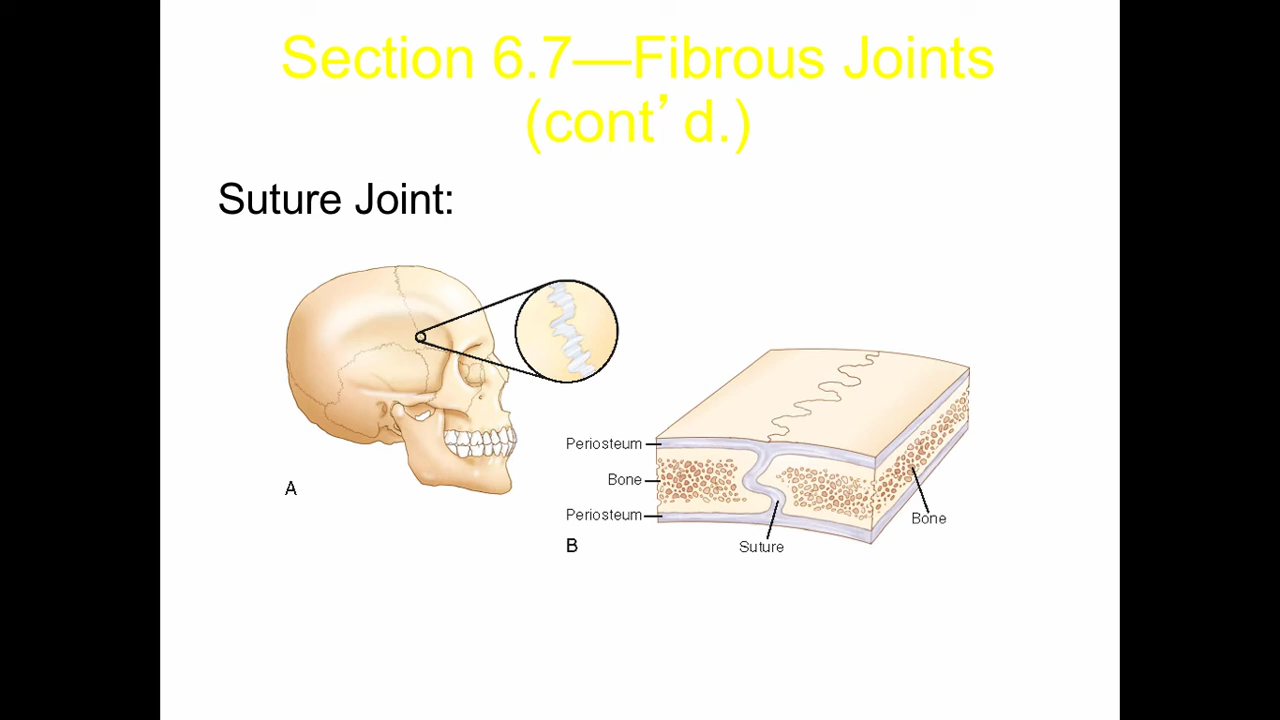 Section 6.7—Fibrous Joints
(cont’d.)
Suture Joint:
A
Periosteum
Bone
Periosteum
B
Suture
Bone